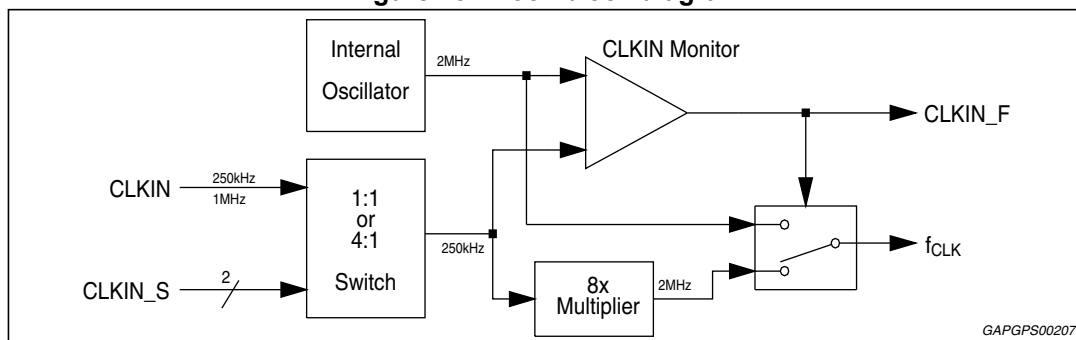 Internal
Oscillator
2MHz
CLKIN Monitor
CLKIN_F
CLKIN
250kHz
1MHz
1:1
or
4:1
Switch
250kHz
CLKIN_S
2
8x
Multiplier
2MHz
fCLK
GAPGPS00207